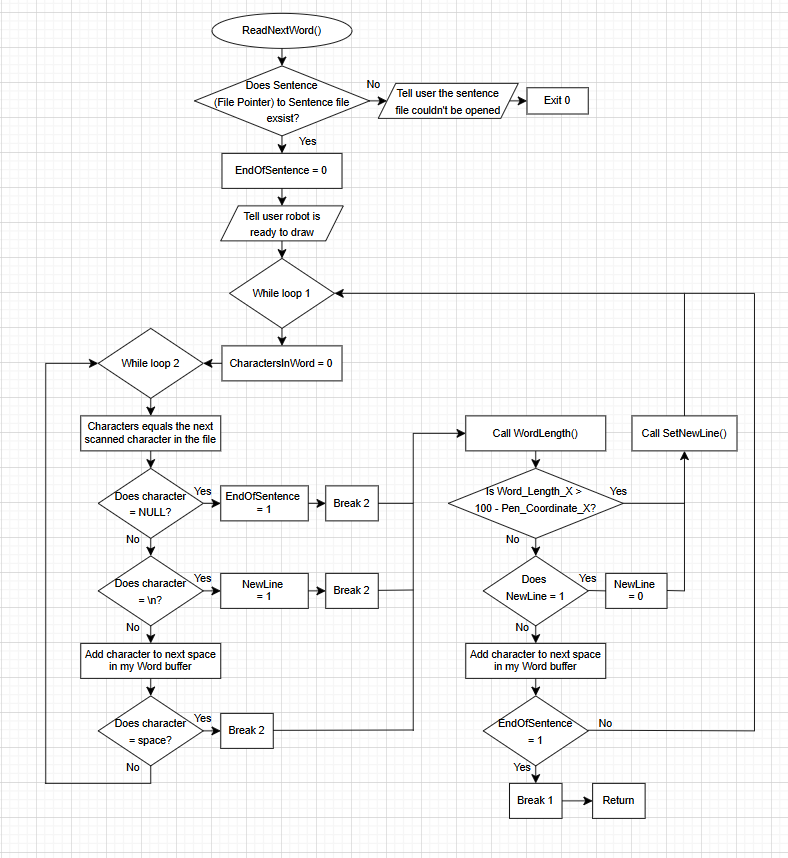 ReadNextWord()
Does Sentence
(File Pointer) to Sentence file
exsist?
No
Tell user the sentence
file couldn't be opened
Exit 0
Yes
EndOfSentence = 0
Tell user robot is
ready to draw
While loop 1
CharactersInWord = 0
While loop 2
Characters equals the next
scanned character in the file
Does character
= NULL?
Yes
EndOfSentence
= 1
Break 2
No
Does character
= \n?
Yes
NewLine
= 1
Break 2
No
Add character to next space
in my Word buffer
Does character
= space?
Yes
Break 2
No
Call WordLength()
Call SetNewLine()
Is Word_Length_X >
100 - Pen_Coordinate_X?
Yes
No
Does
NewLine = 1
Yes
NewLine
= 0
No
Add character to next space
in my Word buffer
EndOfSentence
= 1
No
Yes
Break 1
Return